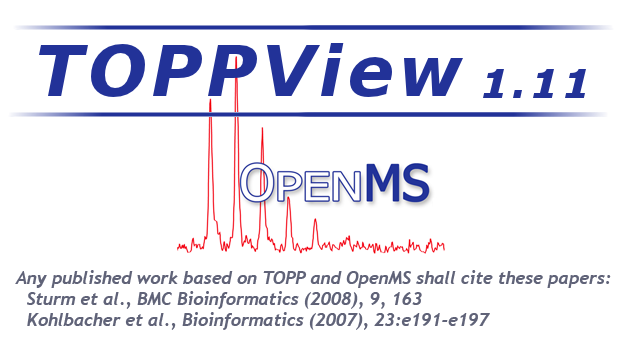 TOPPView 1.11
OPENMS
Any published work based on TOPP and OpenMS shall cite these papers:
Sturm et al., BMC Bioinformatics (2008), 9, 163
Kohlbacher et al., Bioinformatics (2007), 23:e191-e197